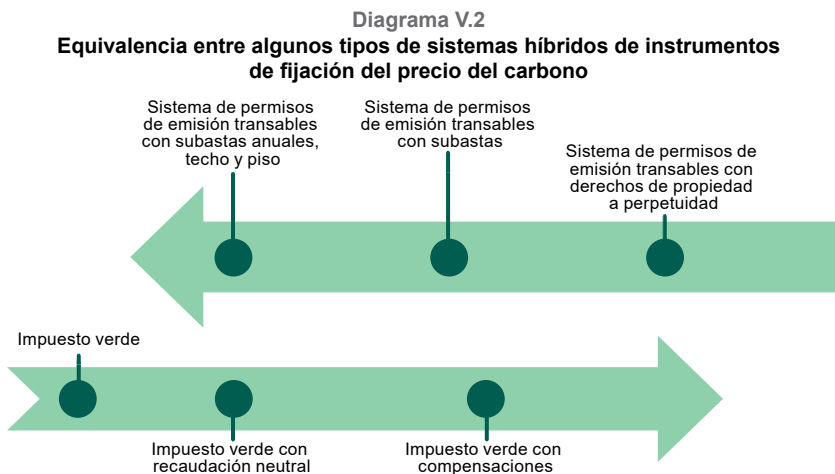 Diagrama V.2
Equivalencia entre algunos tipos de sistemas híbridos de instrumentos
de fijación del precio del carbono
Sistema de permisos
de emisión transables
con subastas anuales,
techo y piso
Sistema de permisos
de emisión transables
con subastas
Sistema de permisos de
emisión transables con
derechos de propiedad
a perpetuidad
Impuesto verde
Impuesto verde con
recaudación neutral
Impuesto verde con
compensaciones